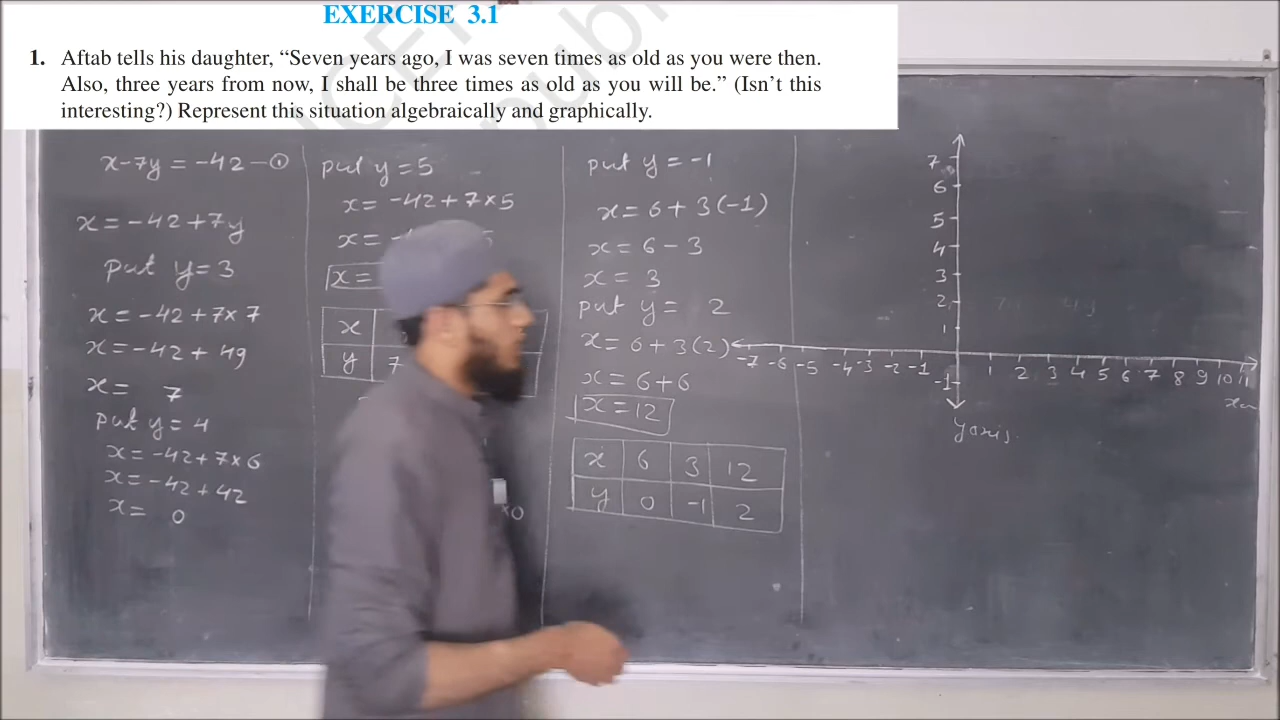 EXERCISE 3.1
1. Aftab tells his daughter, “Seven years ago, I was seven times as old as you were then.
Also, three years from now, I shall be three times as old as you will be.” (Isn’t this
interesting?) Represent this situation algebraically and graphically.
x-7y = -42 - ①
x = -42 + 7y
Put y = 3
x = -42 + 7 × 7
x = -42 + 49
x = 7
Put y = 4
x = -42 + 7 × 6
x = -42 + 42
x = 0
Put y = 5
x = -42 + 7 × 5
x = -
x =
x
y 7
×0
Put y = -1
x = 6 + 3(-1)
x = 6 - 3
x = 3
Put y = 2
x = 6 + 3(2)
x = 6 + 6
x = 12
x 6 3 12
y 0 -1 2
7
6
5
4
3
2
1
-7 -6 -5 -4 -3 -2 -1 1 2 3 4 5 6 7 8 9 10 11
-1
y axis